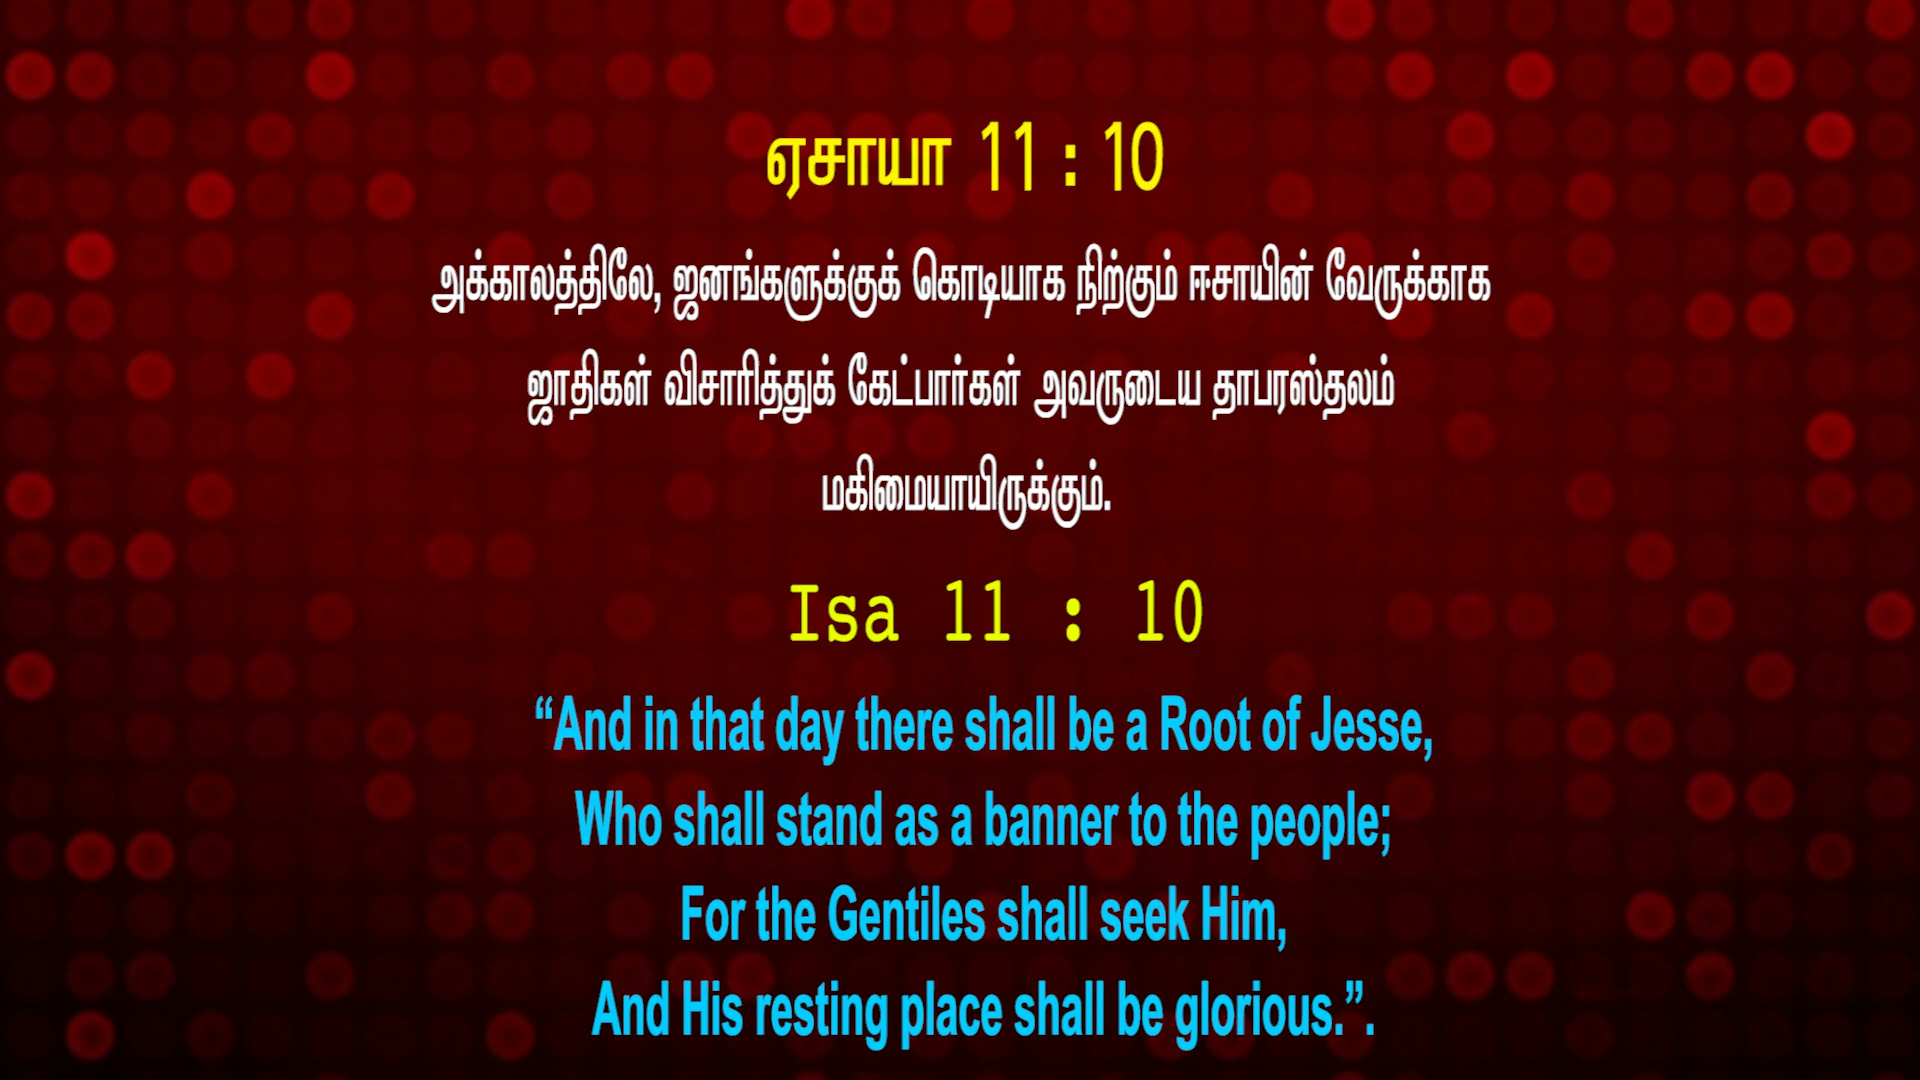 ஏசாயா 11 : 10
அக்காலத்திலே, ஜனங்களுக்குக் கொடியாக நிற்கும் ஈசாயின் வேருக்காக
ஜாதிகள் விசாரித்துக் கேட்பார்கள் அவருடைய தாபரஸ்தலம்
மகிமையாயிருக்கும்.
Isa 11 : 10
“And in that day there shall be a Root of Jesse,
Who shall stand as a banner to the people;
For the Gentiles shall seek Him,
And His resting place shall be glorious.”.